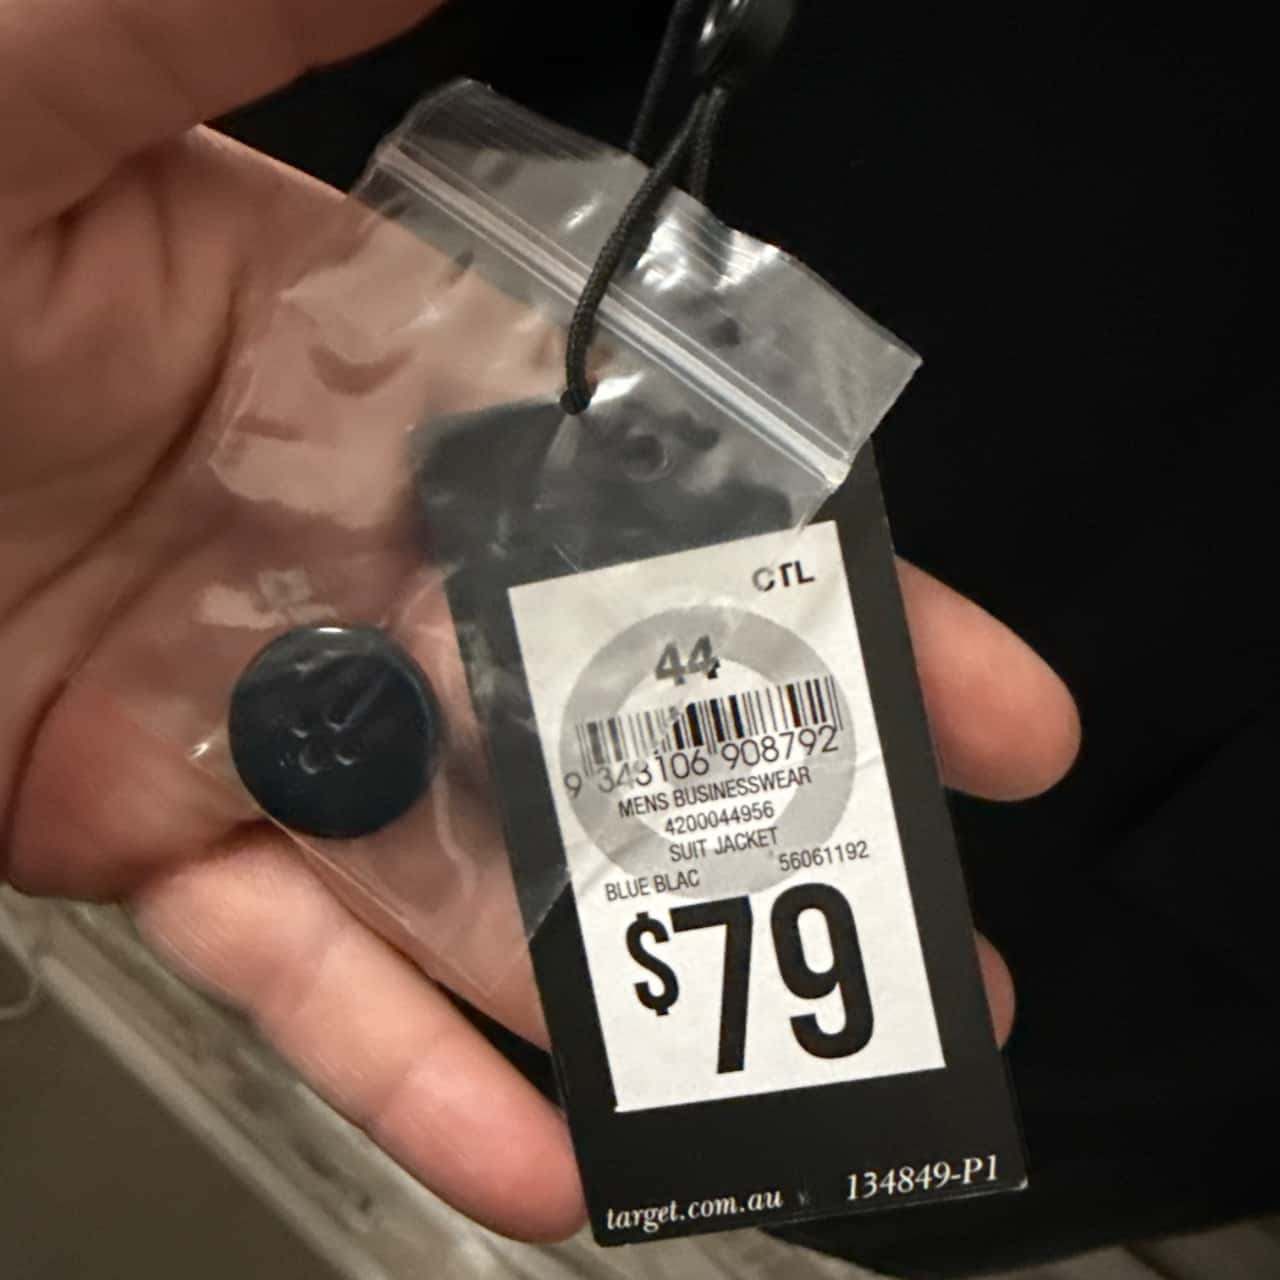 CTL
44
9 343106 908792
MENS BUSINESSWEAR
4200044956
SUIT JACKET
BLUE BLAC 56061192
$79
target.com.au 134849-P1